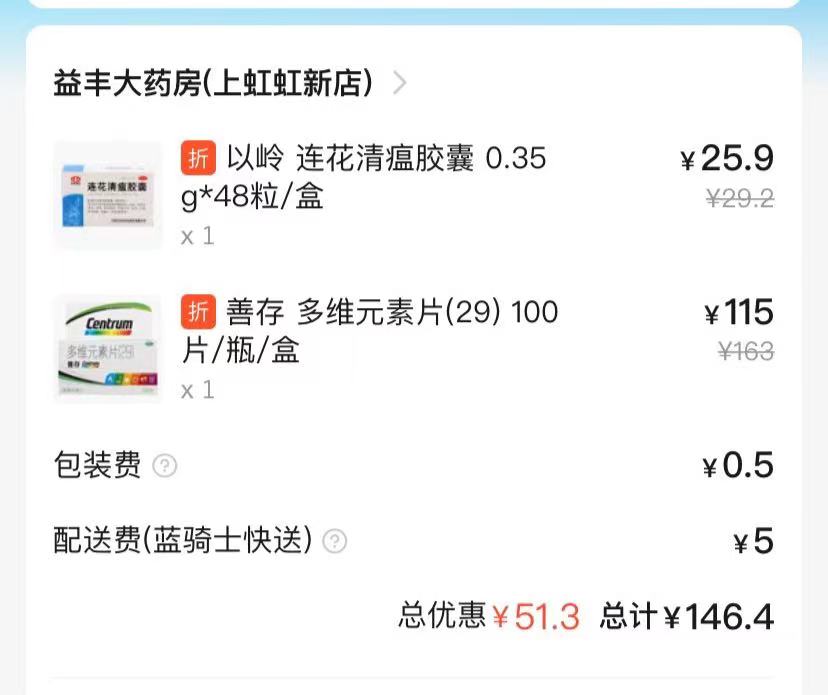 益丰大药房(上虹虹新店)
折 以岭 连花清瘟胶囊 0.35 ¥25.9
g*48粒/盒 ¥29.2
连花清瘟胶囊
x 1
折 善存 多维元素片(29) 100 ¥115
片/瓶/盒 ¥163
Centrum
多维元素片(29)
善存
x 1
包装费 ? ¥0.5
配送费(蓝骑士快送) ? ¥5
总优惠¥51.3 总计¥146.4